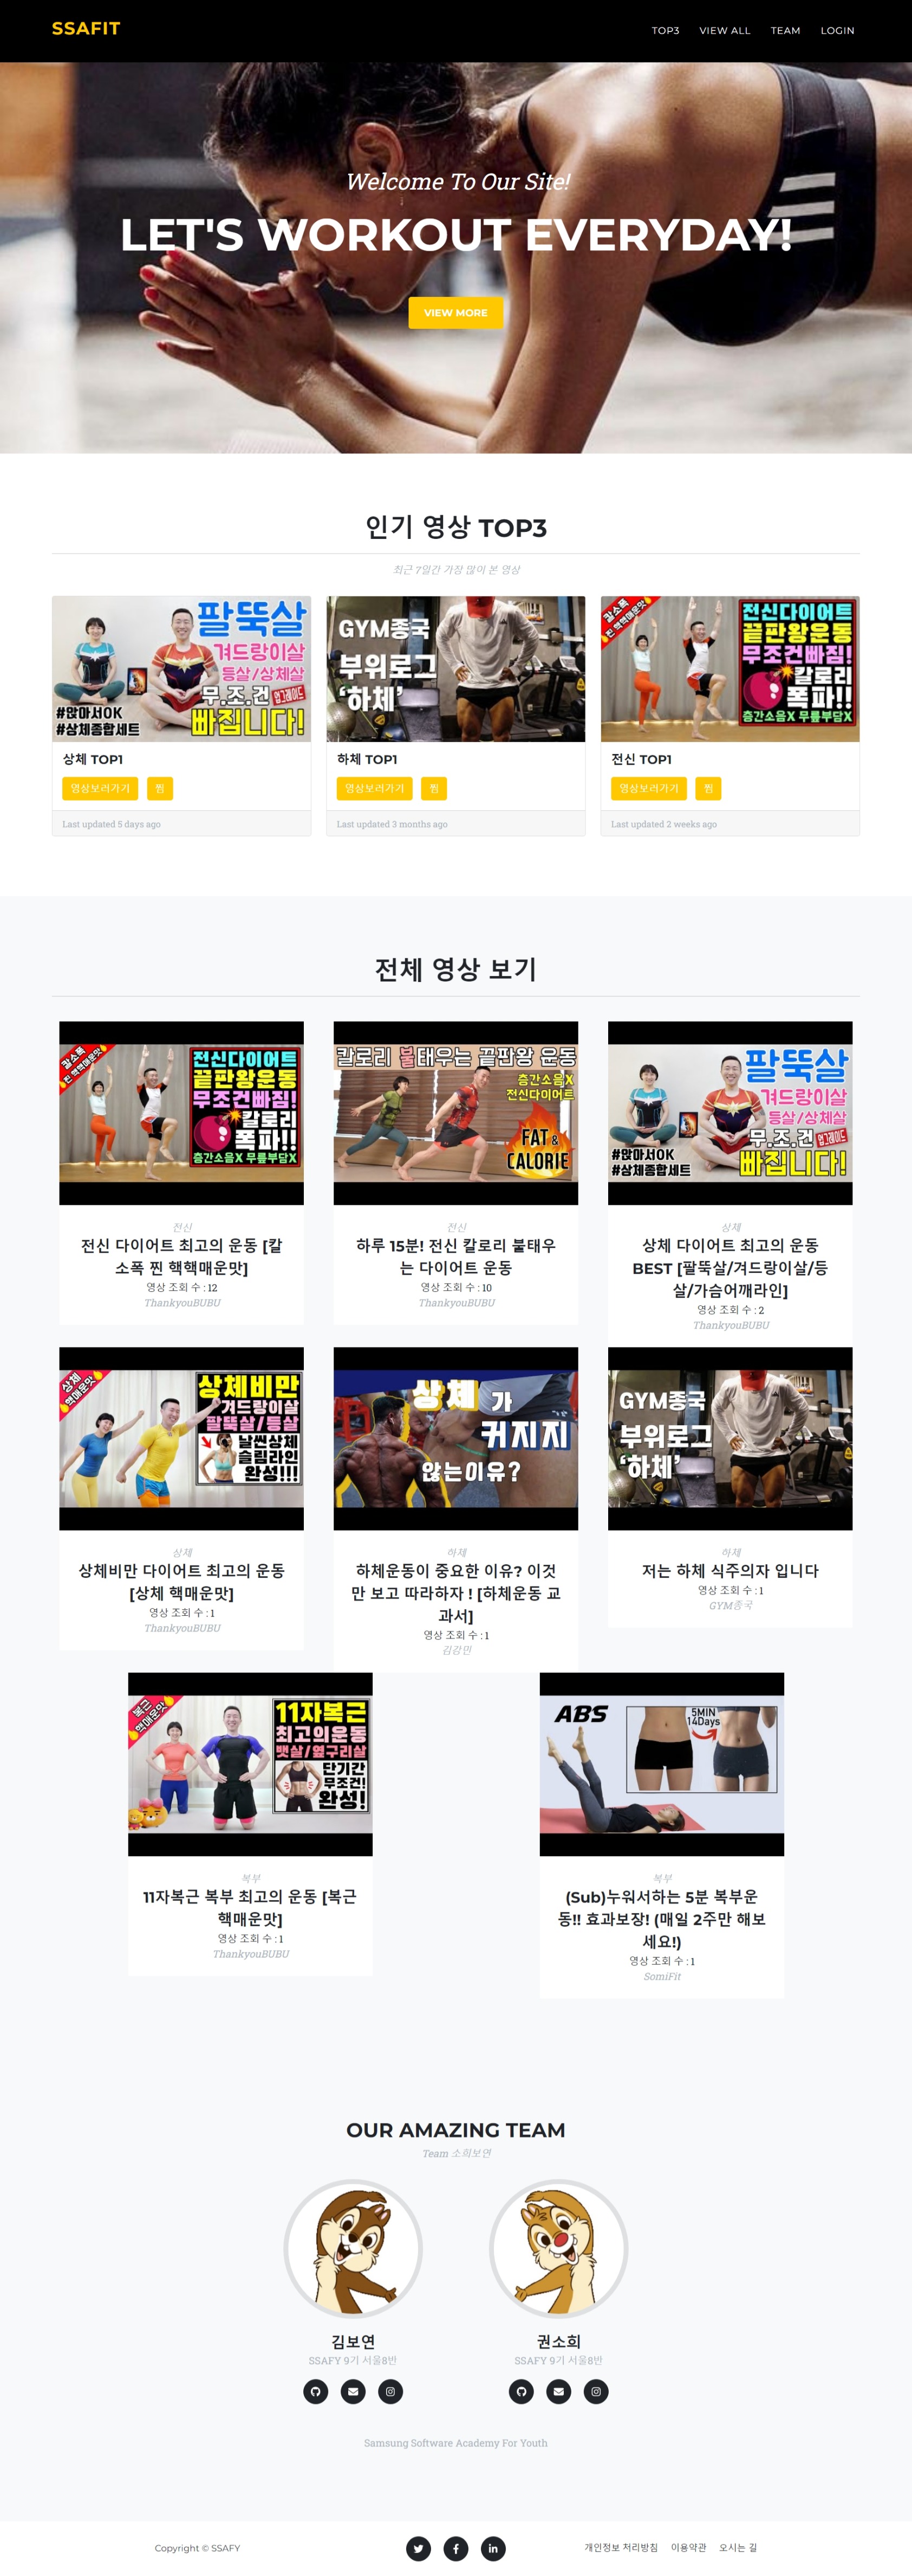 SSAFIT
TOP3 VIEW ALL TEAM LOGIN
Welcome To Our Site!
LET'S WORKOUT EVERYDAY!
VIEW MORE
인기 영상 TOP3
최근 7일간 가장 많이 본 영상
팔뚝살
겨드랑이살
등살/상체살
무.조.건 업그레이드
빠집니다!
#앉아서OK
#상체종합세트
GYM종국
부위로그
'하체'
칼소폭
찐 핵핵매운맛
전신다이어트
끝판왕운동
무조건빠짐!
칼로리
폭파!!
층간소음X 무릎부담X
상체 TOP1
영상보러가기 찜
Last updated 5 days ago
하체 TOP1
영상보러가기 찜
Last updated 3 months ago
전신 TOP1
영상보러가기 찜
Last updated 2 weeks ago
전체 영상 보기
칼소폭
찐 핵핵매운맛
전신다이어트
끝판왕운동
무조건빠짐!
칼로리
폭파!!
층간소음X 무릎부담X
전신
전신 다이어트 최고의 운동 [칼
소폭 찐 핵핵매운맛]
영상 조회 수 : 12
ThankyouBUBU
칼로리 불태우는 끝판왕 운동
층간소음X
전신다이어트
FAT &
CALORIE
전신
하루 15분! 전신 칼로리 불태우
는 다이어트 운동
영상 조회 수 : 10
ThankyouBUBU
팔뚝살
겨드랑이살
등살/상체살
무.조.건 업그레이드
빠집니다!
#앉아서OK
#상체종합세트
상체
상체 다이어트 최고의 운동
BEST [팔뚝살/겨드랑이살/등
살/가슴어깨라인]
영상 조회 수 : 2
ThankyouBUBU
상체
핵매운맛
상체비만
겨드랑이살
팔뚝살/등살
날씬상체
슬림라인
완성!!!
상체
상체비만 다이어트 최고의 운동
[상체 핵매운맛]
영상 조회 수 : 1
ThankyouBUBU
상체가
커지지
않는이유?
하체
하체운동이 중요한 이유? 이것
만 보고 따라하자 ! [하체운동 교
과서]
영상 조회 수 : 1
김강민
GYM종국
부위로그
'하체'
하체
저는 하체 식주의자 입니다
영상 조회 수 : 1
GYM종국
복근
핵매운맛
11자복근
최고의운동
뱃살/옆구리살
단기간
무조건!
완성!
복부
11자복근 복부 최고의 운동 [복근
핵매운맛]
영상 조회 수 : 1
ThankyouBUBU
ABS
5MIN
14Days
복부
(Sub)누워서하는 5분 복부운
동!! 효과보장! (매일 2주만 해보
세요!)
영상 조회 수 : 1
SomiFit
OUR AMAZING TEAM
Team 소희보연
김보연
SSAFY 9기 서울8반
권소희
SSAFY 9기 서울8반
Samsung Software Academy For Youth
Copyright © SSAFY
개인정보 처리방침 이용약관 오시는 길